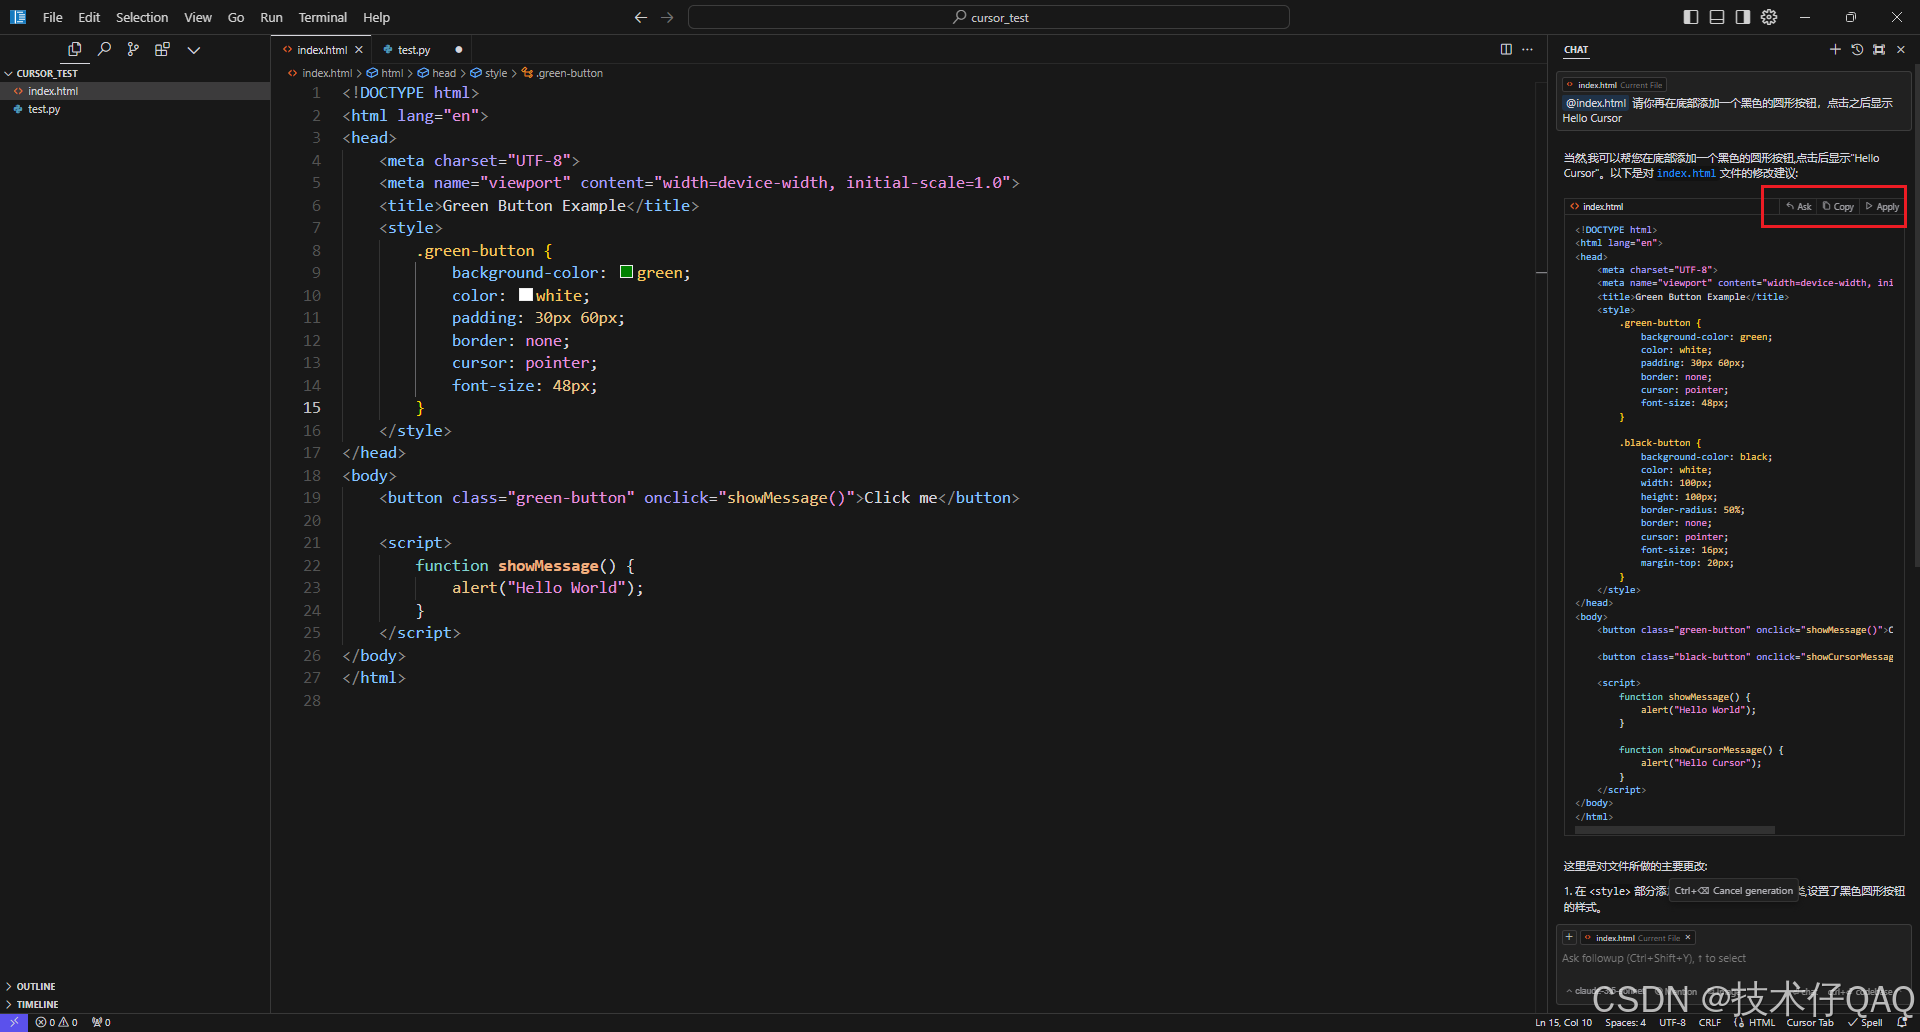 File Edit Selection View Go Run Terminal Help
cursor_test
CURSOR_TEST
index.html
test.py
OUTLINE
TIMELINE
index.html
test.py
index.html > html > head > style > .green-button
1 <!DOCTYPE html>
2 <html lang="en">
3 <head>
4 <meta charset="UTF-8">
5 <meta name="viewport" content="width=device-width, initial-scale=1.0">
6 <title>Green Button Example</title>
7 <style>
8 .green-button {
9 background-color: green;
10 color: white;
11 padding: 30px 60px;
12 border: none;
13 cursor: pointer;
14 font-size: 48px;
15 }
16 </style>
17 </head>
18 <body>
19 <button class="green-button" onclick="showMessage()">Click me</button>
20
21 <script>
22 function showMessage() {
23 alert("Hello World");
24 }
25 </script>
26 </body>
27 </html>
28
CHAT
index.html Current File
@index.html 请你再在底部添加一个黑色的圆形按钮，点击之后显示
Hello Cursor
当然,我可以帮您在底部添加一个黑色的圆形按钮,点击后显示"Hello
Cursor"。以下是对 index.html 文件的修改建议:
index.html Ask Copy Apply
<!DOCTYPE html>
<html lang="en">
<head>
<meta charset="UTF-8">
<meta name="viewport" content="width=device-width, ini
<title>Green Button Example</title>
<style>
.green-button {
background-color: green;
color: white;
padding: 30px 60px;
border: none;
cursor: pointer;
font-size: 48px;
}
.black-button {
background-color: black;
color: white;
width: 100px;
height: 100px;
border-radius: 50%;
border: none;
cursor: pointer;
font-size: 16px;
margin-top: 20px;
}
</style>
</head>
<body>
<button class="green-button" onclick="showMessage()">C
<button class="black-button" onclick="showCursorMessag
<script>
function showMessage() {
alert("Hello World");
}
function showCursorMessage() {
alert("Hello Cursor");
}
</script>
</body>
</html>
这里是对文件所做的主要更改:
1. 在 <style> 部分添 Ctrl+⌫ Cancel generation ,设置了黑色圆形按钮
的样式。
+ index.html Current File ×
Ask followup (Ctrl+Shift+Y), ↑ to select
CSDN @技术仔QAQ
0 0 0
Ln 15, Col 10 Spaces: 4 UTF-8 CRLF HTML Cursor Tab Spell